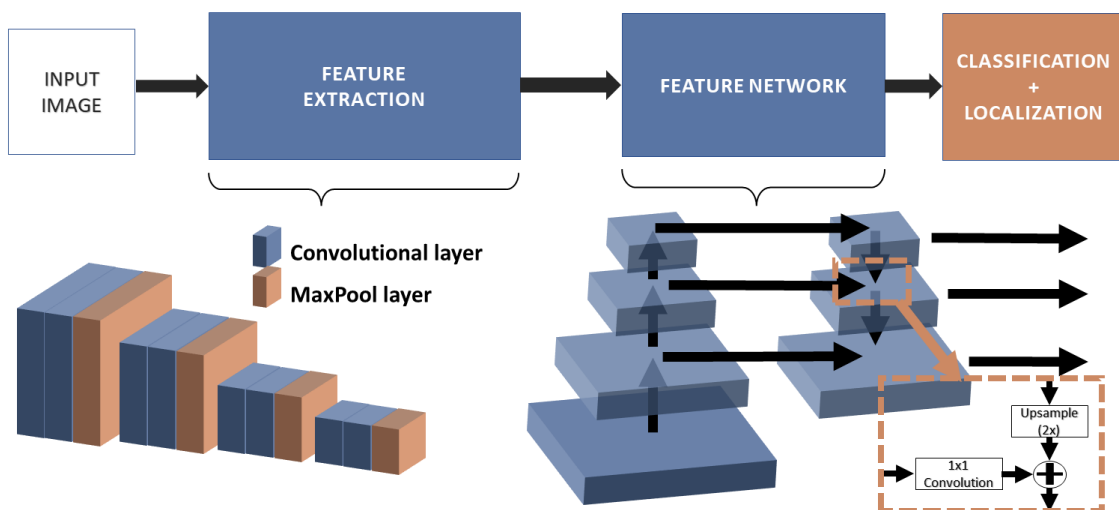 INPUT
IMAGE
FEATURE
EXTRACTION
FEATURE NETWORK
CLASSIFICATION
+
LOCALIZATION
Convolutional layer
MaxPool layer
Upsample
(2x)
1x1
Convolution